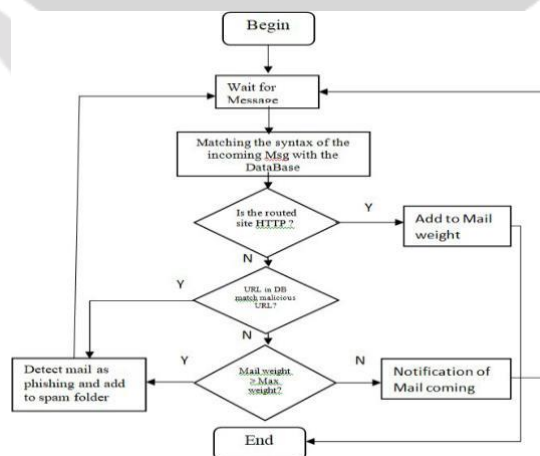 Begin
Wait for
Message
Matching the syntax of the
incoming Msg with the
DataBase
Is the routed
site HTTP ?
Y
Add to Mail
weight
N
URL in DB
match malicious
URL?
Y
N
Mail weight
> Max
weight?
Y
Detect mail as
phishing and add
to spam folder
N
Notification of
Mail coming
End